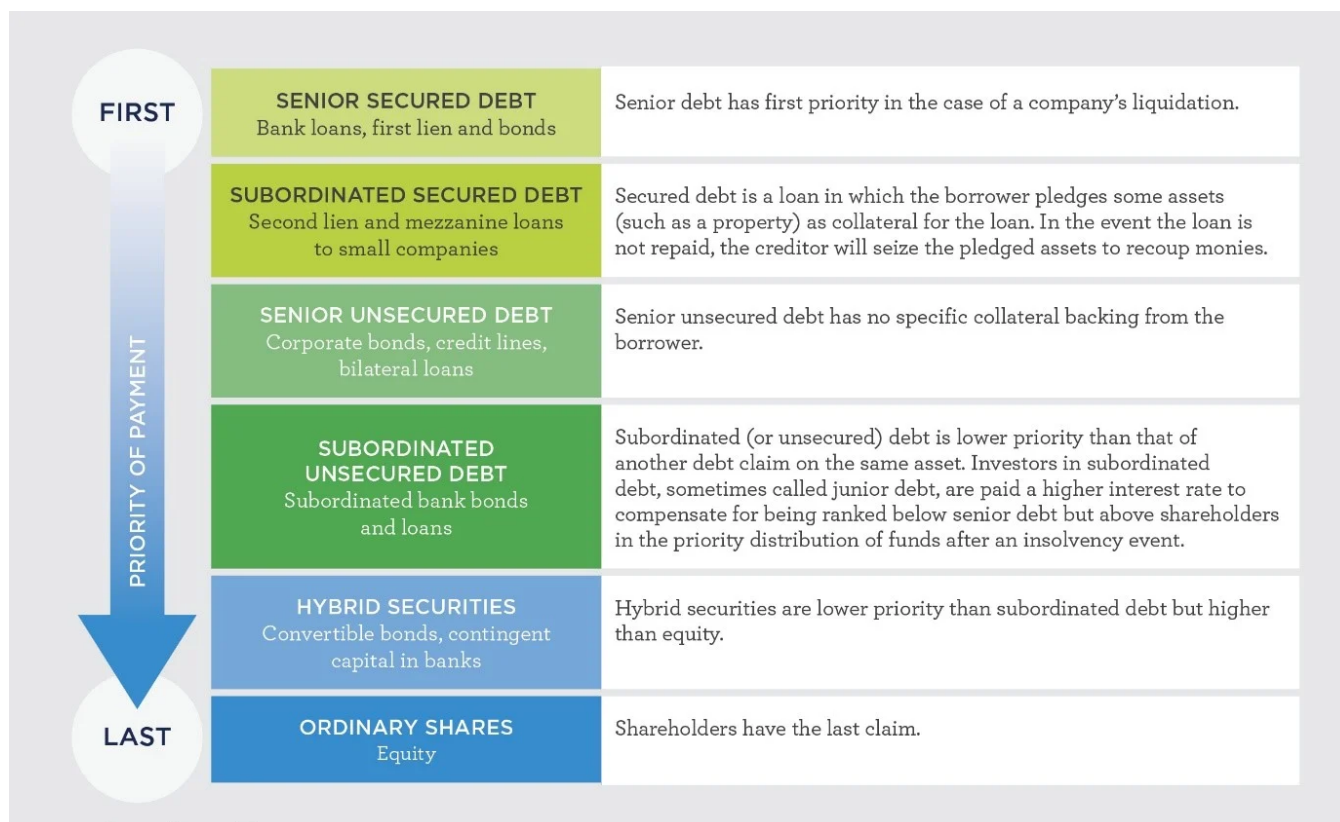 FIRST
SENIOR SECURED DEBT
Bank loans, first lien and bonds
Senior debt has first priority in the case of a company’s liquidation.
SUBORDINATED SECURED DEBT
Second lien and mezzanine loans
to small companies
Secured debt is a loan in which the borrower pledges some assets
(such as a property) as collateral for the loan. In the event the loan is
not repaid, the creditor will seize the pledged assets to recoup monies.
SENIOR UNSECURED DEBT
Corporate bonds, credit lines,
bilateral loans
Senior unsecured debt has no specific collateral backing from the
borrower.
PRIORITY OF PAYMENT
SUBORDINATED
UNSECURED DEBT
Subordinated bank bonds
and loans
Subordinated (or unsecured) debt is lower priority than that of
another debt claim on the same asset. Investors in subordinated
debt, sometimes called junior debt, are paid a higher interest rate to
compensate for being ranked below senior debt but above shareholders
in the priority distribution of funds after an insolvency event.
HYBRID SECURITIES
Convertible bonds, contingent
capital in banks
Hybrid securities are lower priority than subordinated debt but higher
than equity.
LAST
ORDINARY SHARES
Equity
Shareholders have the last claim.